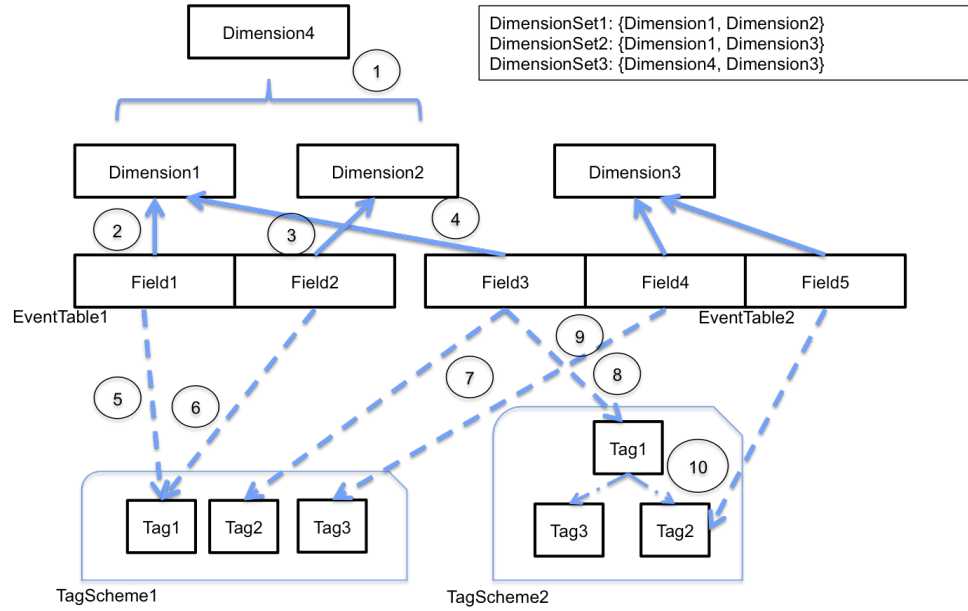 Dimension4
DimensionSet1: {Dimension1, Dimension2}
DimensionSet2: {Dimension1, Dimension3}
DimensionSet3: {Dimension4, Dimension3}
1
Dimension1
Dimension2
Dimension3
2
3
4
Field1
Field2
Field3
Field4
Field5
EventTable1
EventTable2
5
6
7
9
8
Tag1
10
Tag1
Tag2
Tag3
Tag3
Tag2
TagScheme1
TagScheme2